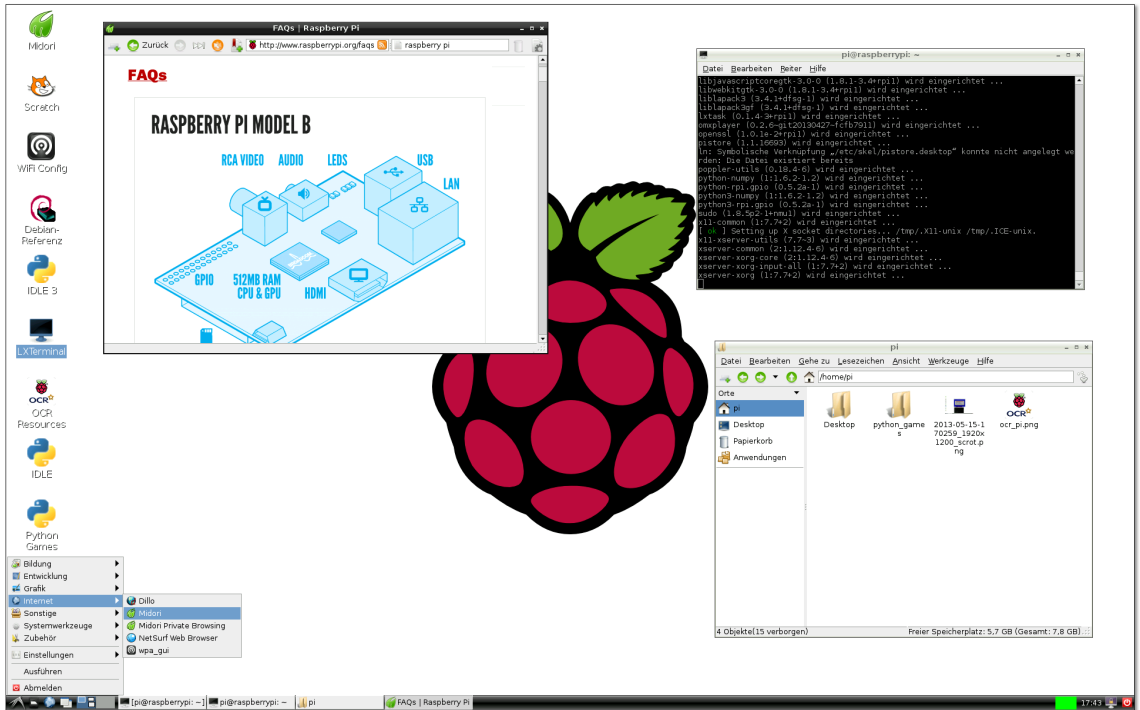 Midori
Scratch
WiFi Config
Debian-
Referenz
IDLE 3
LXTerminal
OCR
OCR
Resources
IDLE
Python
Games
FAQs | Raspberry Pi
Zurück
http://www.raspberrypi.org/faqs
raspberry pi
FAQs
RASPBERRY PI MODEL B
RCA VIDEO AUDIO LEDS USB
LAN
GPIO 512MB RAM HDMI
CPU & GPU
pi@raspberrypi: ~
Datei Bearbeiten Reiter Hilfe
libjavascriptcoregtk-3.0-0 (1.8.1-3.4+rpi1) wird eingerichtet ...
libwebkitgtk-3.0-0 (1.8.1-3.4+rpi1) wird eingerichtet ...
liblapack3 (3.4.1+dfsg-1) wird eingerichtet ...
liblapack3gf (3.4.1+dfsg-1) wird eingerichtet ...
lxtask (0.1.4-3+rpi1) wird eingerichtet ...
omxplayer (0.2.6~git20130427~fcfb7911) wird eingerichtet ...
openssl (1.0.1e-2+rpi1) wird eingerichtet ...
pistore (1.1.16693) wird eingerichtet ...
ln: Symbolische Verknüpfung „/etc/skel/pistore.desktop“ konnte nicht angelegt we
rden: Die Datei existiert bereits
poppler-utils (0.18.4-6) wird eingerichtet ...
python-numpy (1:1.6.2-1.2) wird eingerichtet ...
python-rpi.gpio (0.5.2a-1) wird eingerichtet ...
python3-numpy (1:1.6.2-1.2) wird eingerichtet ...
python3-rpi.gpio (0.5.2a-1) wird eingerichtet ...
sudo (1.8.5p2-1+nmu1) wird eingerichtet ...
x11-common (1:7.7+2) wird eingerichtet ...
[ ok ] Setting up X socket directories... /tmp/.X11-unix /tmp/.ICE-unix.
x11-xserver-utils (7.7~3) wird eingerichtet ...
xserver-common (2:1.12.4-6) wird eingerichtet ...
xserver-xorg-core (2:1.12.4-6) wird eingerichtet ...
xserver-xorg-input-all (1:7.7+2) wird eingerichtet ...
xserver-xorg (1:7.7+2) wird eingerichtet ...
pi
Datei Bearbeiten Gehe zu Lesezeichen Ansicht Werkzeuge Hilfe
/home/pi
Orte
pi
Desktop
Papierkorb
Anwendungen
Desktop
python_game
s
2013-05-15-1
70259_1920x
1200_scrot.p
ng
OCR
ocr_pi.png
4 Objekte(15 verborgen) Freier Speicherplatz: 5,7 GB (Gesamt: 7,8 GB)
Bildung
Entwicklung
Grafik
Internet
Sonstige
Systemwerkzeuge
Zubehör
Einstellungen
Ausführen
Abmelden
Dillo
Midori
Midori Private Browsing
NetSurf Web Browser
wpa_gui
[pi@raspberrypi: ~] pi@raspberrypi: ~ pi FAQs | Raspberry Pi 17:43